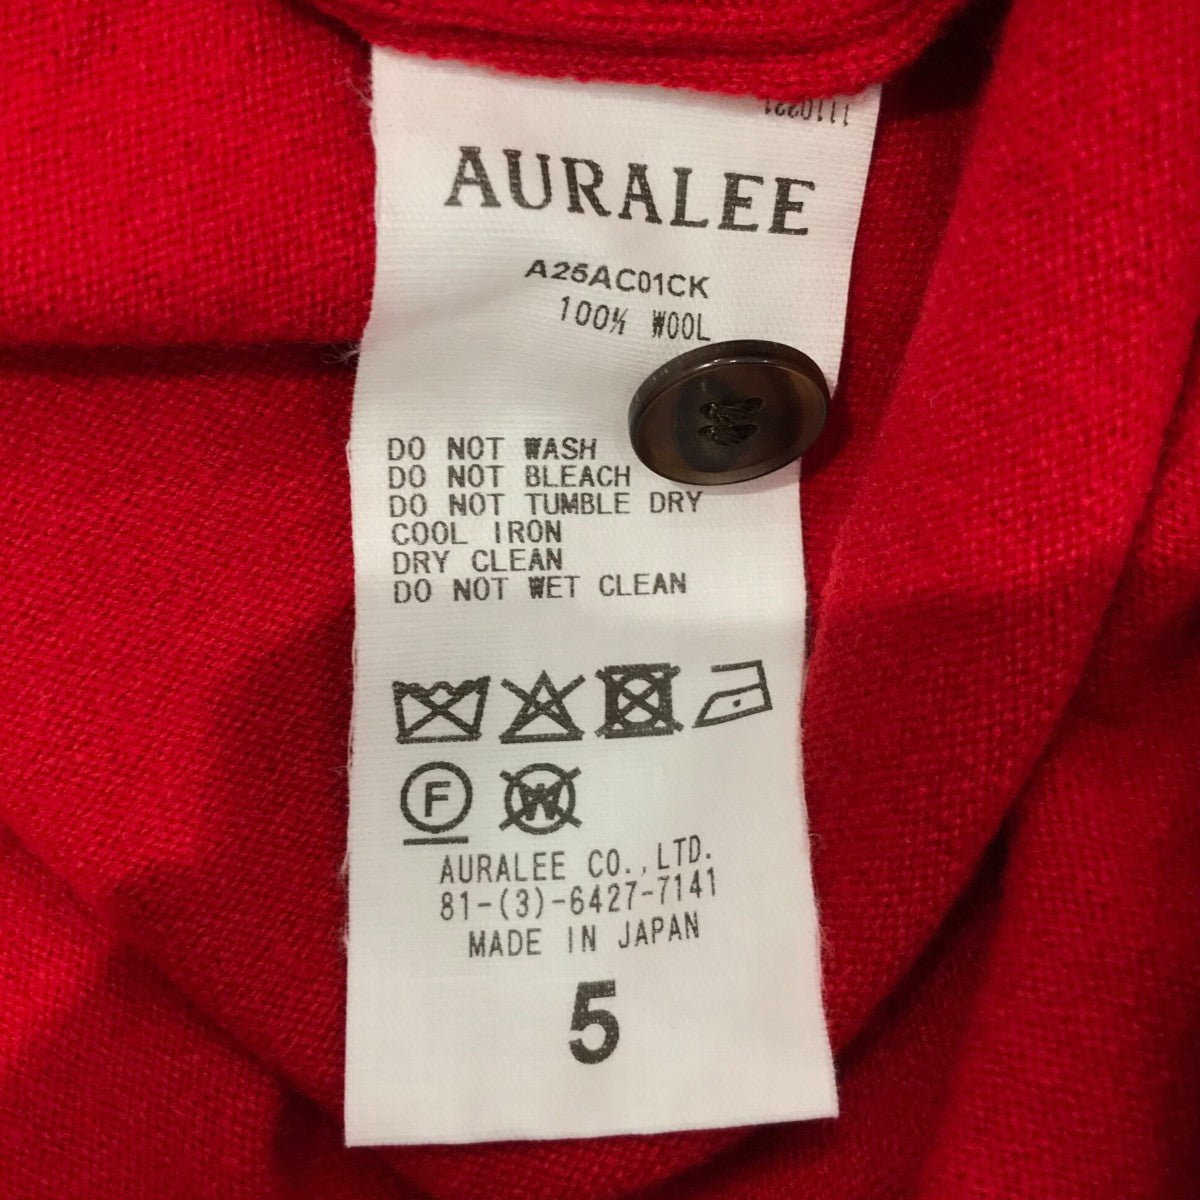 1110221
AURALEE
A25AC01CK
100% WOOL
DO NOT WASH
DO NOT BLEACH
DO NOT TUMBLE DRY
COOL IRON
DRY CLEAN
DO NOT WET CLEAN
F W
AURALEE CO., LTD.
81-(3)-6427-7141
MADE IN JAPAN
5